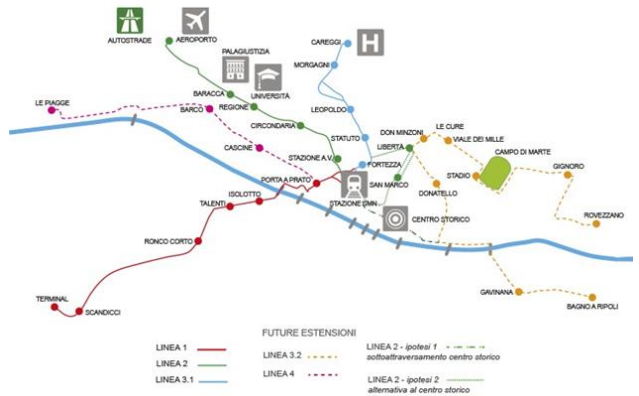 AUTOSTRADE
AEROPORTO
CAREGGI
PALAGIUSTIZIA
MORGAGNI
UNIVERSITÀ
BARACCA
LE PIAGGE
REGIONE
BARCO
LEOPOLDO
CIRCONDARIA
DON MINZONI
LE CURE
STATUTO
VIALE DEI MILLE
CASCINE
LIBERTÀ
CAMPO DI MARTE
STAZIONE A.V.
FORTEZZA
STADIO
GIGNORO
PORTA A PRATO
SAN MARCO
DONATELLO
ISOLOTTO
STAZIONE SMN
TALENTI
CENTRO STORICO
ROVEZZANO
RONCO CORTO
GAVINANA
TERMINAL
SCANDICCI
BAGNO A RIPOLI
FUTURE ESTENSIONI
LINEA 1
LINEA 2
LINEA 3.1
LINEA 3.2
LINEA 4
LINEA 2 - ipotesi 1
sottoattraversamento centro storico
LINEA 2 - ipotesi 2
alternativa al centro storico
H